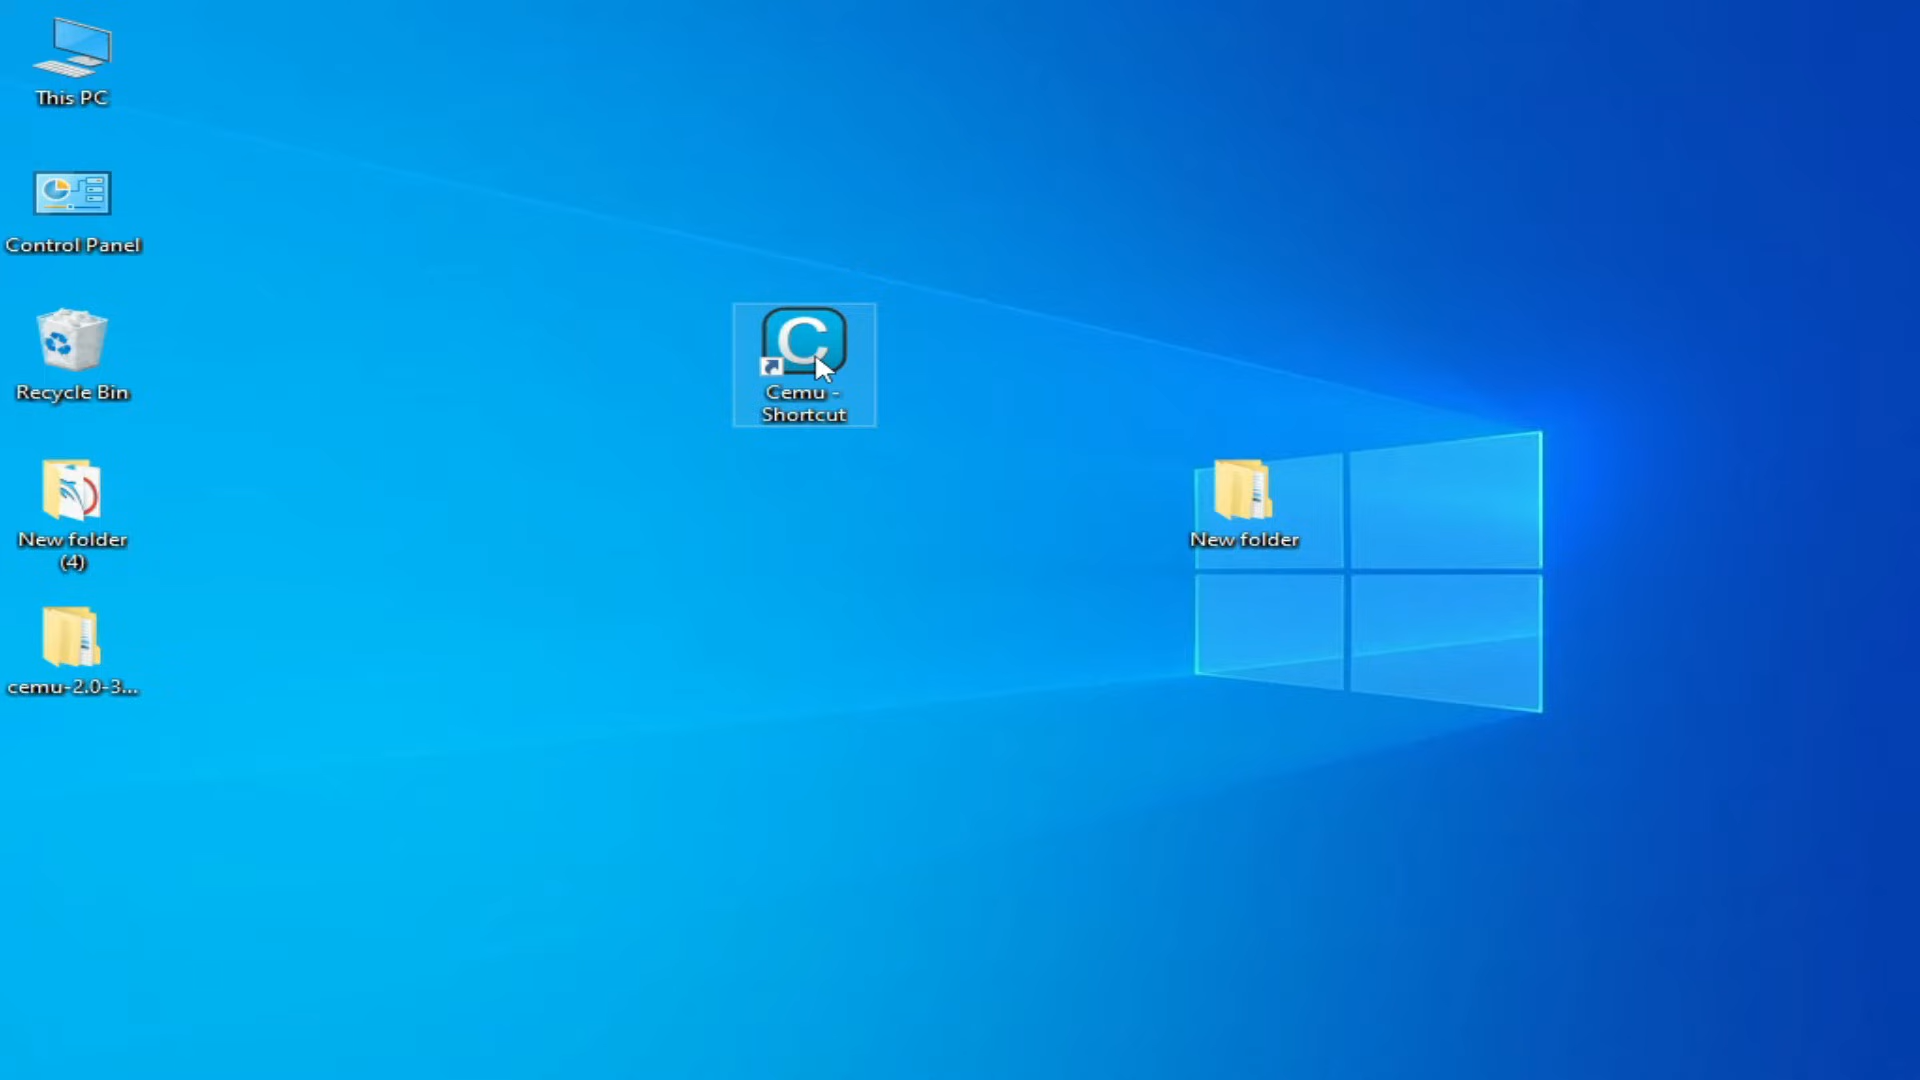 This PC
Control Panel
Recycle Bin
New folder
(4)
cemu-2.0-3...
C
Cemu -
Shortcut
New folder